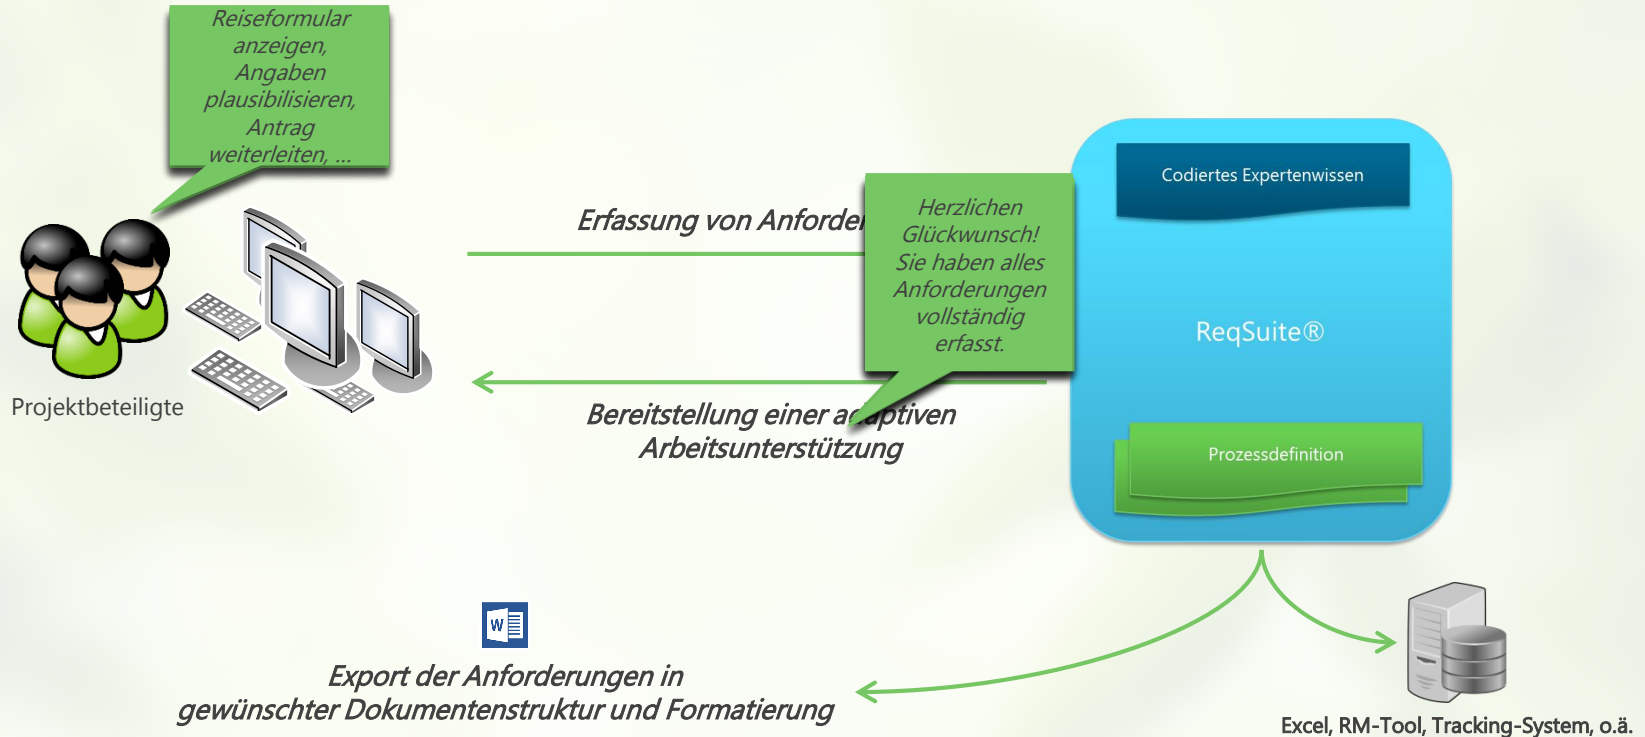 Reiseformular
anzeigen,
Angaben
plausibilisieren,
Antrag
weiterleiten, ...
Projektbeteiligte
Erfassung von Anforde
Herzlichen
Glückwunsch!
Sie haben alles
Anforderungen
vollständig
erfasst.
Bereitstellung einer adaptiven
Arbeitsunterstützung
Codiertes Expertenwissen
ReqSuite®
Prozessdefinition
W
Export der Anforderungen in
gewünschter Dokumentenstruktur und Formatierung
Excel, RM-Tool, Tracking-System, o.ä.